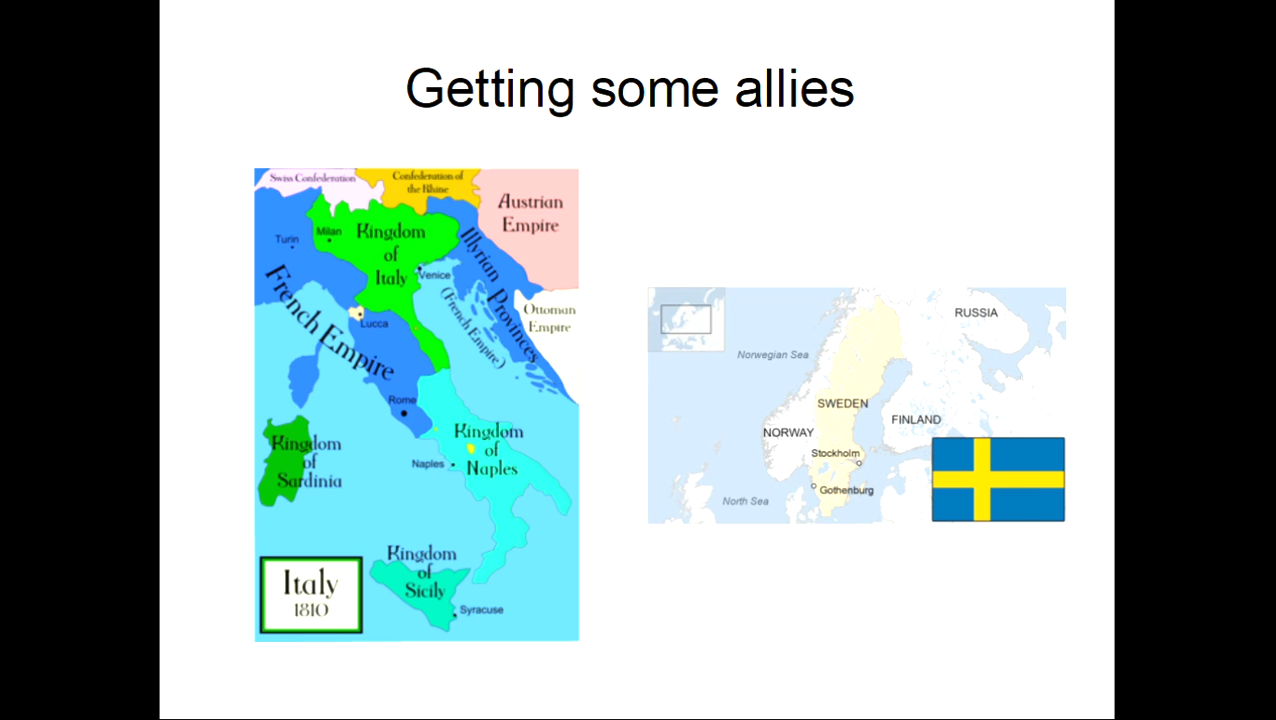 Getting some allies
Swiss Confederation
Confederation of
the Rhine
Austrian
Empire
Turin
Milan
Kingdom
of
Italy
Venice
Illyrian Provinces
(French Empire)
Ottoman
Empire
French Empire
Lucca
Rome
Kingdom
of
Sardinia
Naples
Kingdom
of
Naples
Kingdom
of
Sicily
Syracuse
Italy
1810
Norwegian Sea
RUSSIA
SWEDEN
FINLAND
NORWAY
Stockholm
Gothenburg
North Sea